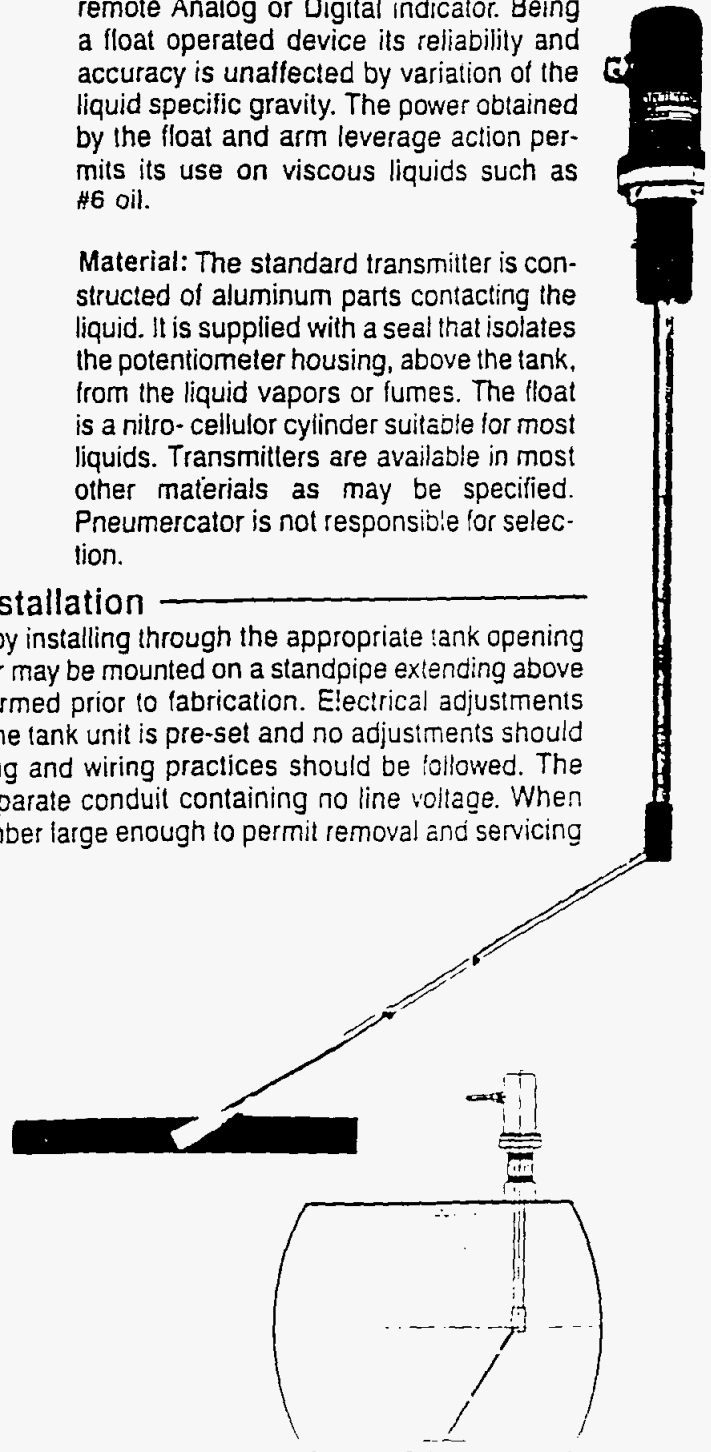 remote Analog or Digital indicator. Being
a float operated device its reliability and
accuracy is unaffected by variation of the
liquid specific gravity. The power obtained
by the float and arm leverage action per-
mits its use on viscous liquids such as
#6 oil.
Material: The standard transmitter is con-
structed of aluminum parts contacting the
liquid. It is supplied with a seal that isolates
the potentiometer housing, above the tank,
from the liquid vapors or fumes. The float
is a nitro- cellulor cylinder suitable for most
liquids. Transmitters are available in most
other materials as may be specified.
Pneumercator is not responsible for selec-
tion.
stallation
by installing through the appropriate tank opening
r may be mounted on a standpipe extending above
rmed prior to fabrication. Electrical adjustments
ne tank unit is pre-set and no adjustments should
ng and wiring practices should be followed. The
parate conduit containing no line voltage. When
nber large enough to permit removal and servicing